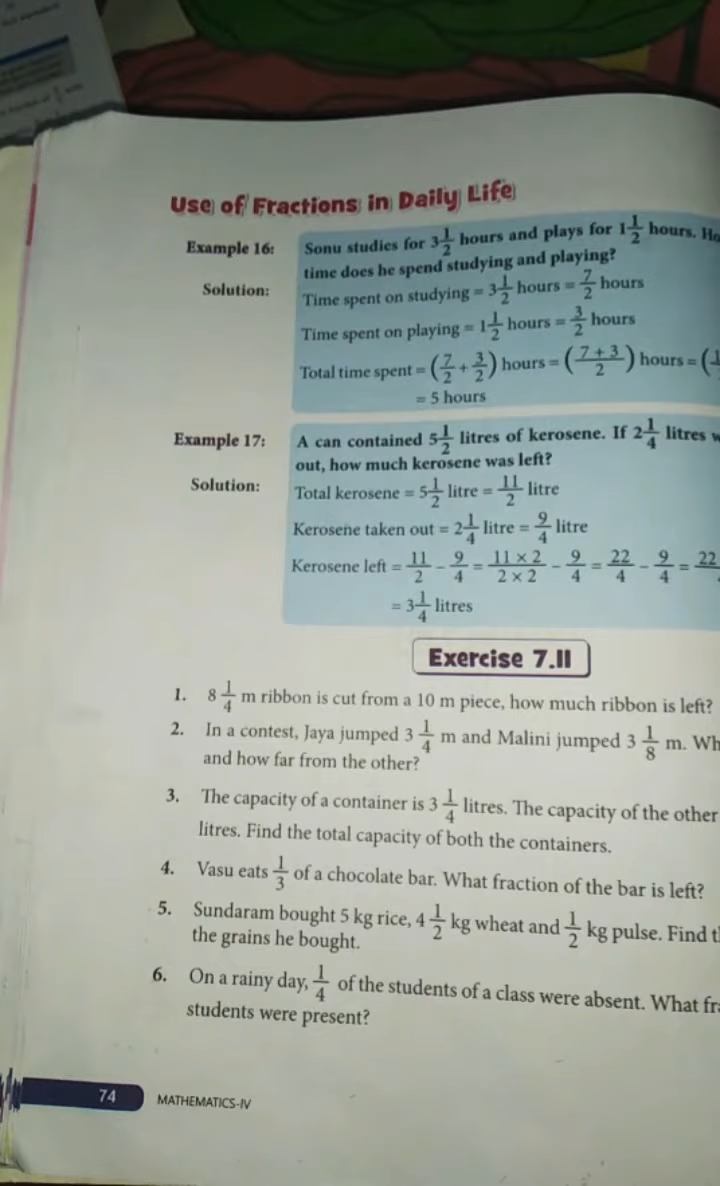 Use of Fractions in Daily Life
Example 16: Sonu studies for 3 1/2 hours and plays for 1 1/2 hours.
time does he spend studying and playing?
Solution: Time spent on studying = 3 1/2 hours = 7/2 hours
Time spent on playing = 1 1/2 hours = 3/2 hours
Total time spent = (7/2 + 3/2) hours = (7 + 3/2) hours = (
= 5 hours
Example 17: A can contained 5 1/2 litres of kerosene. If 2 1/4 litres
out, how much kerosene was left?
Solution: Total kerosene = 5 1/2 litre = 11/2 litre
Kerosene taken out = 2 1/4 litre = 9/4 litre
Kerosene left = 11/2 - 9/4 = 11 × 2/2 × 2 - 9/4 = 22/4 - 9/4 = 22
= 3 1/4 litres
Exercise 7.II
1. 8 1/4 m ribbon is cut from a 10 m piece, how much ribbon is left?
2. In a contest, Jaya jumped 3 1/4 m and Malini jumped 3 1/8 m.
and how far from the other?
3. The capacity of a container is 3 1/4 litres. The capacity of the other
litres. Find the total capacity of both the containers.
4. Vasu eats 1/3 of a chocolate bar. What fraction of the bar is left?
5. Sundaram bought 5 kg rice, 4 1/2 kg wheat and 1/2 kg pulse. Find
the grains he bought.
6. On a rainy day, 1/4 of the students of a class were absent. What
students were present?
74 MATHEMATICS-IV